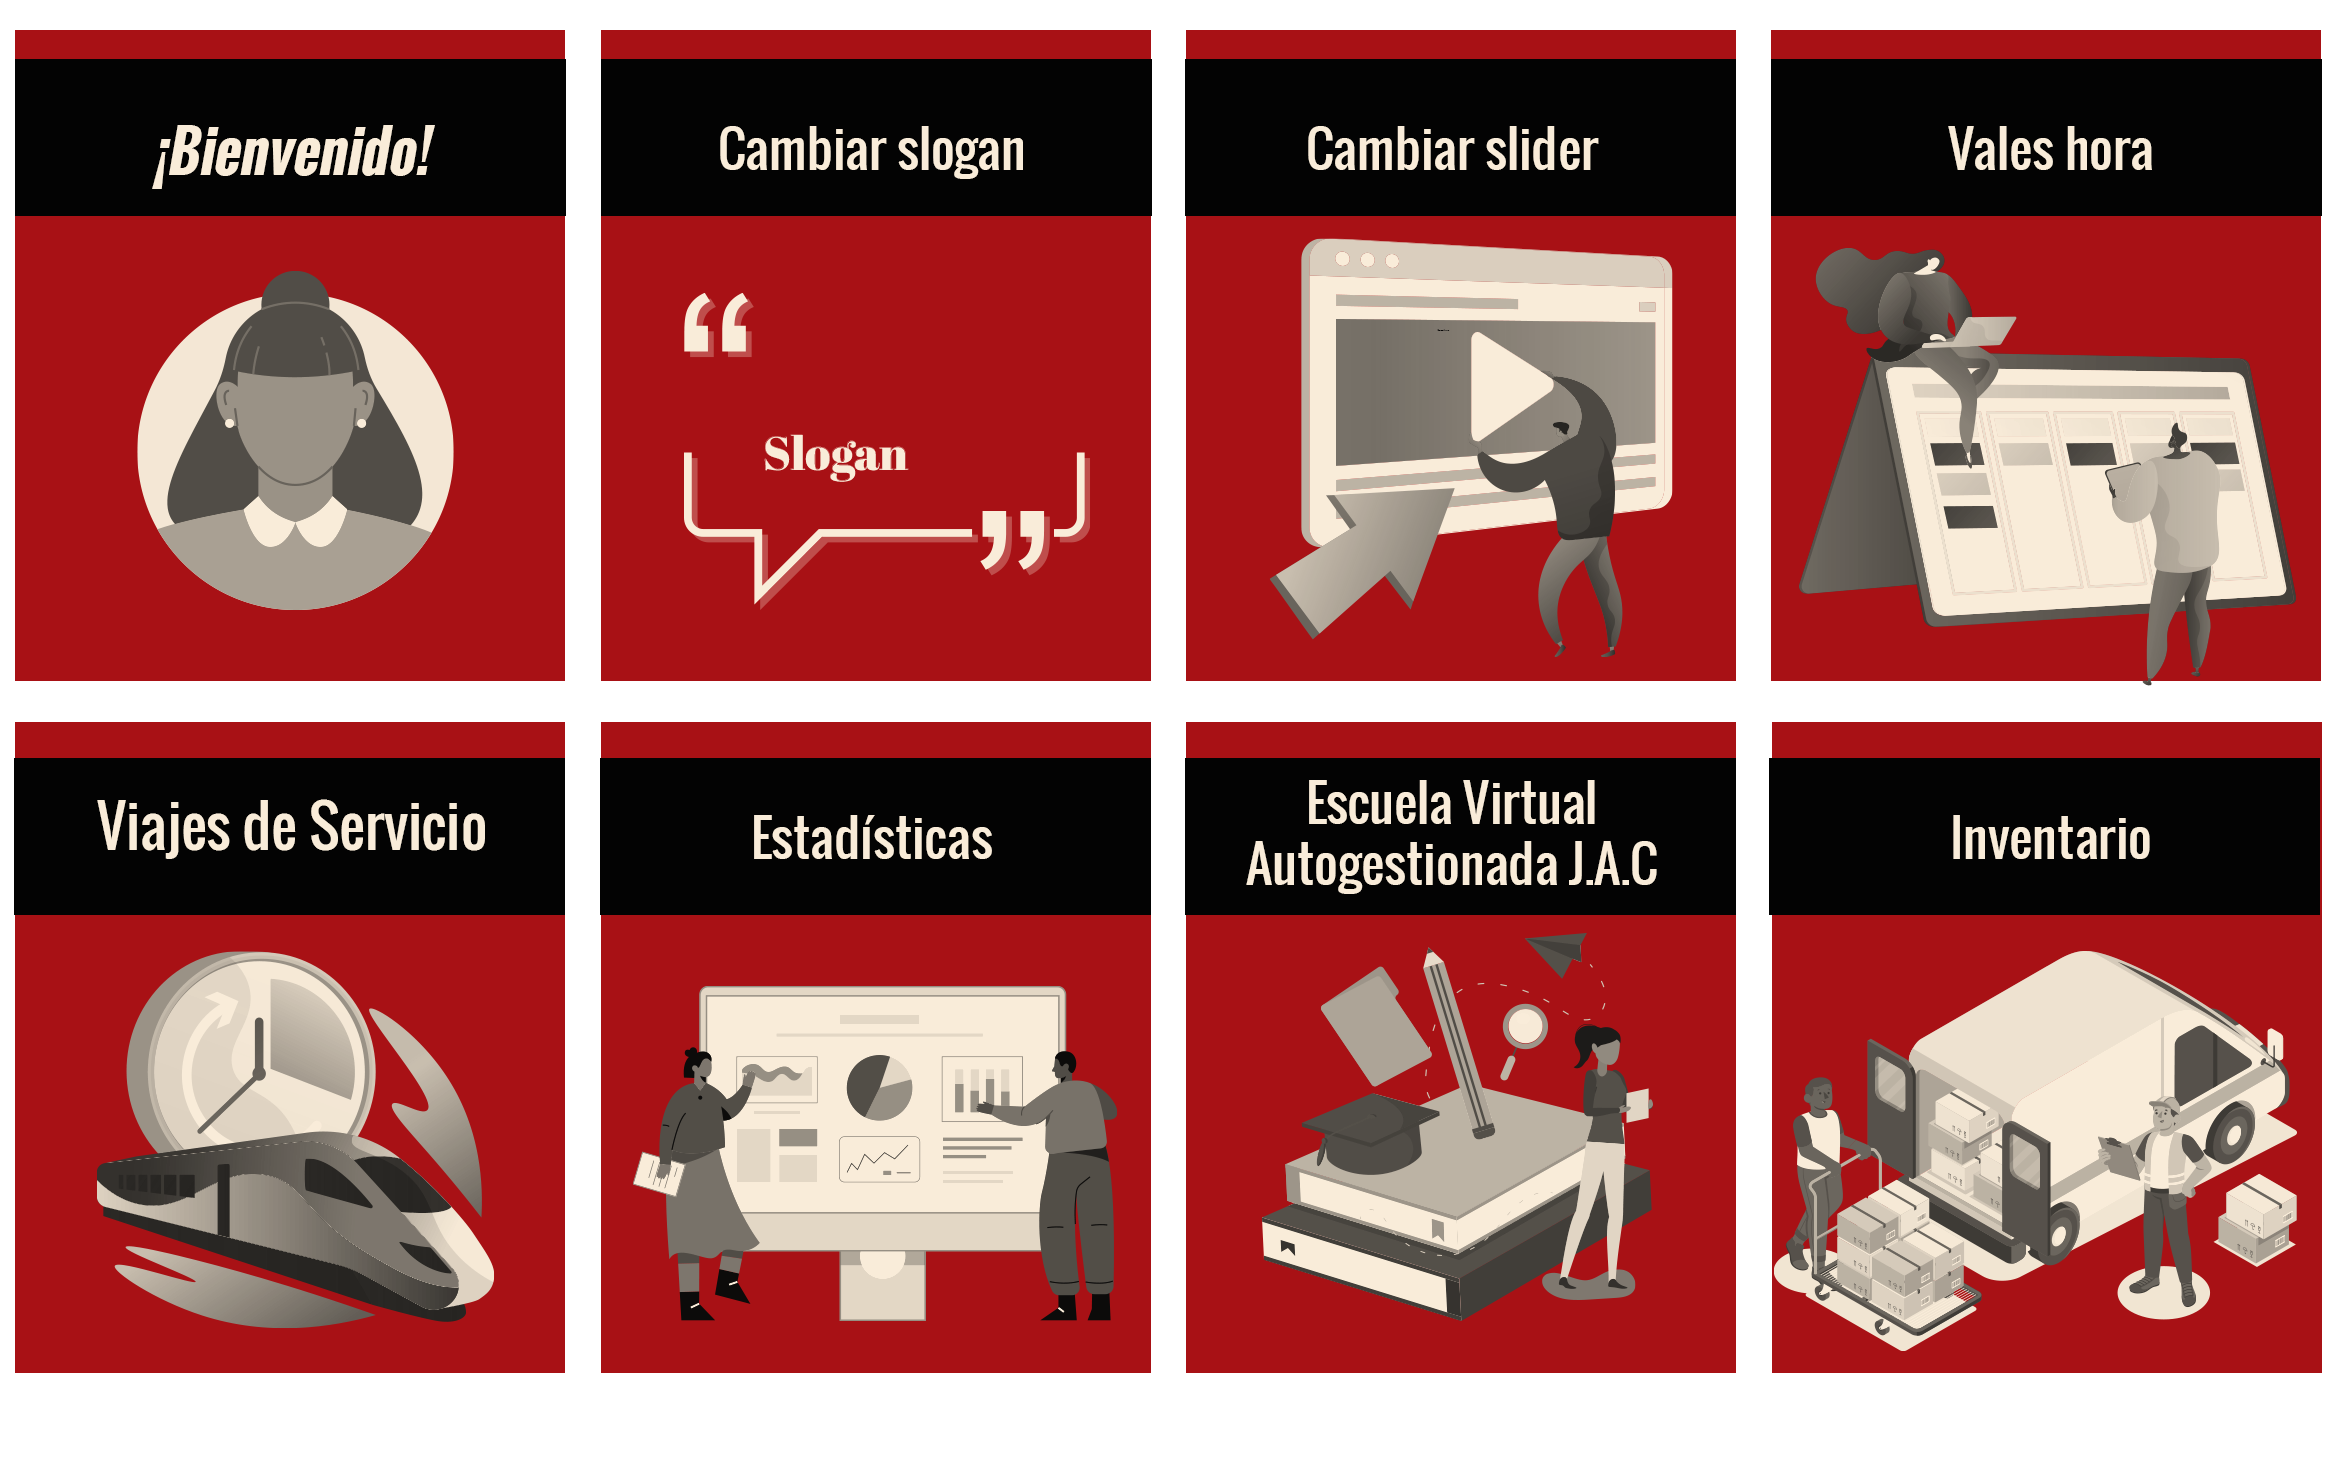 ¡Bienvenido!
Cambiar slogan
Slogan
Cambiar slider
Vales hora
Viajes de Servicio
Estadísticas
Escuela Virtual
Autogestionada J.A.C
Inventario